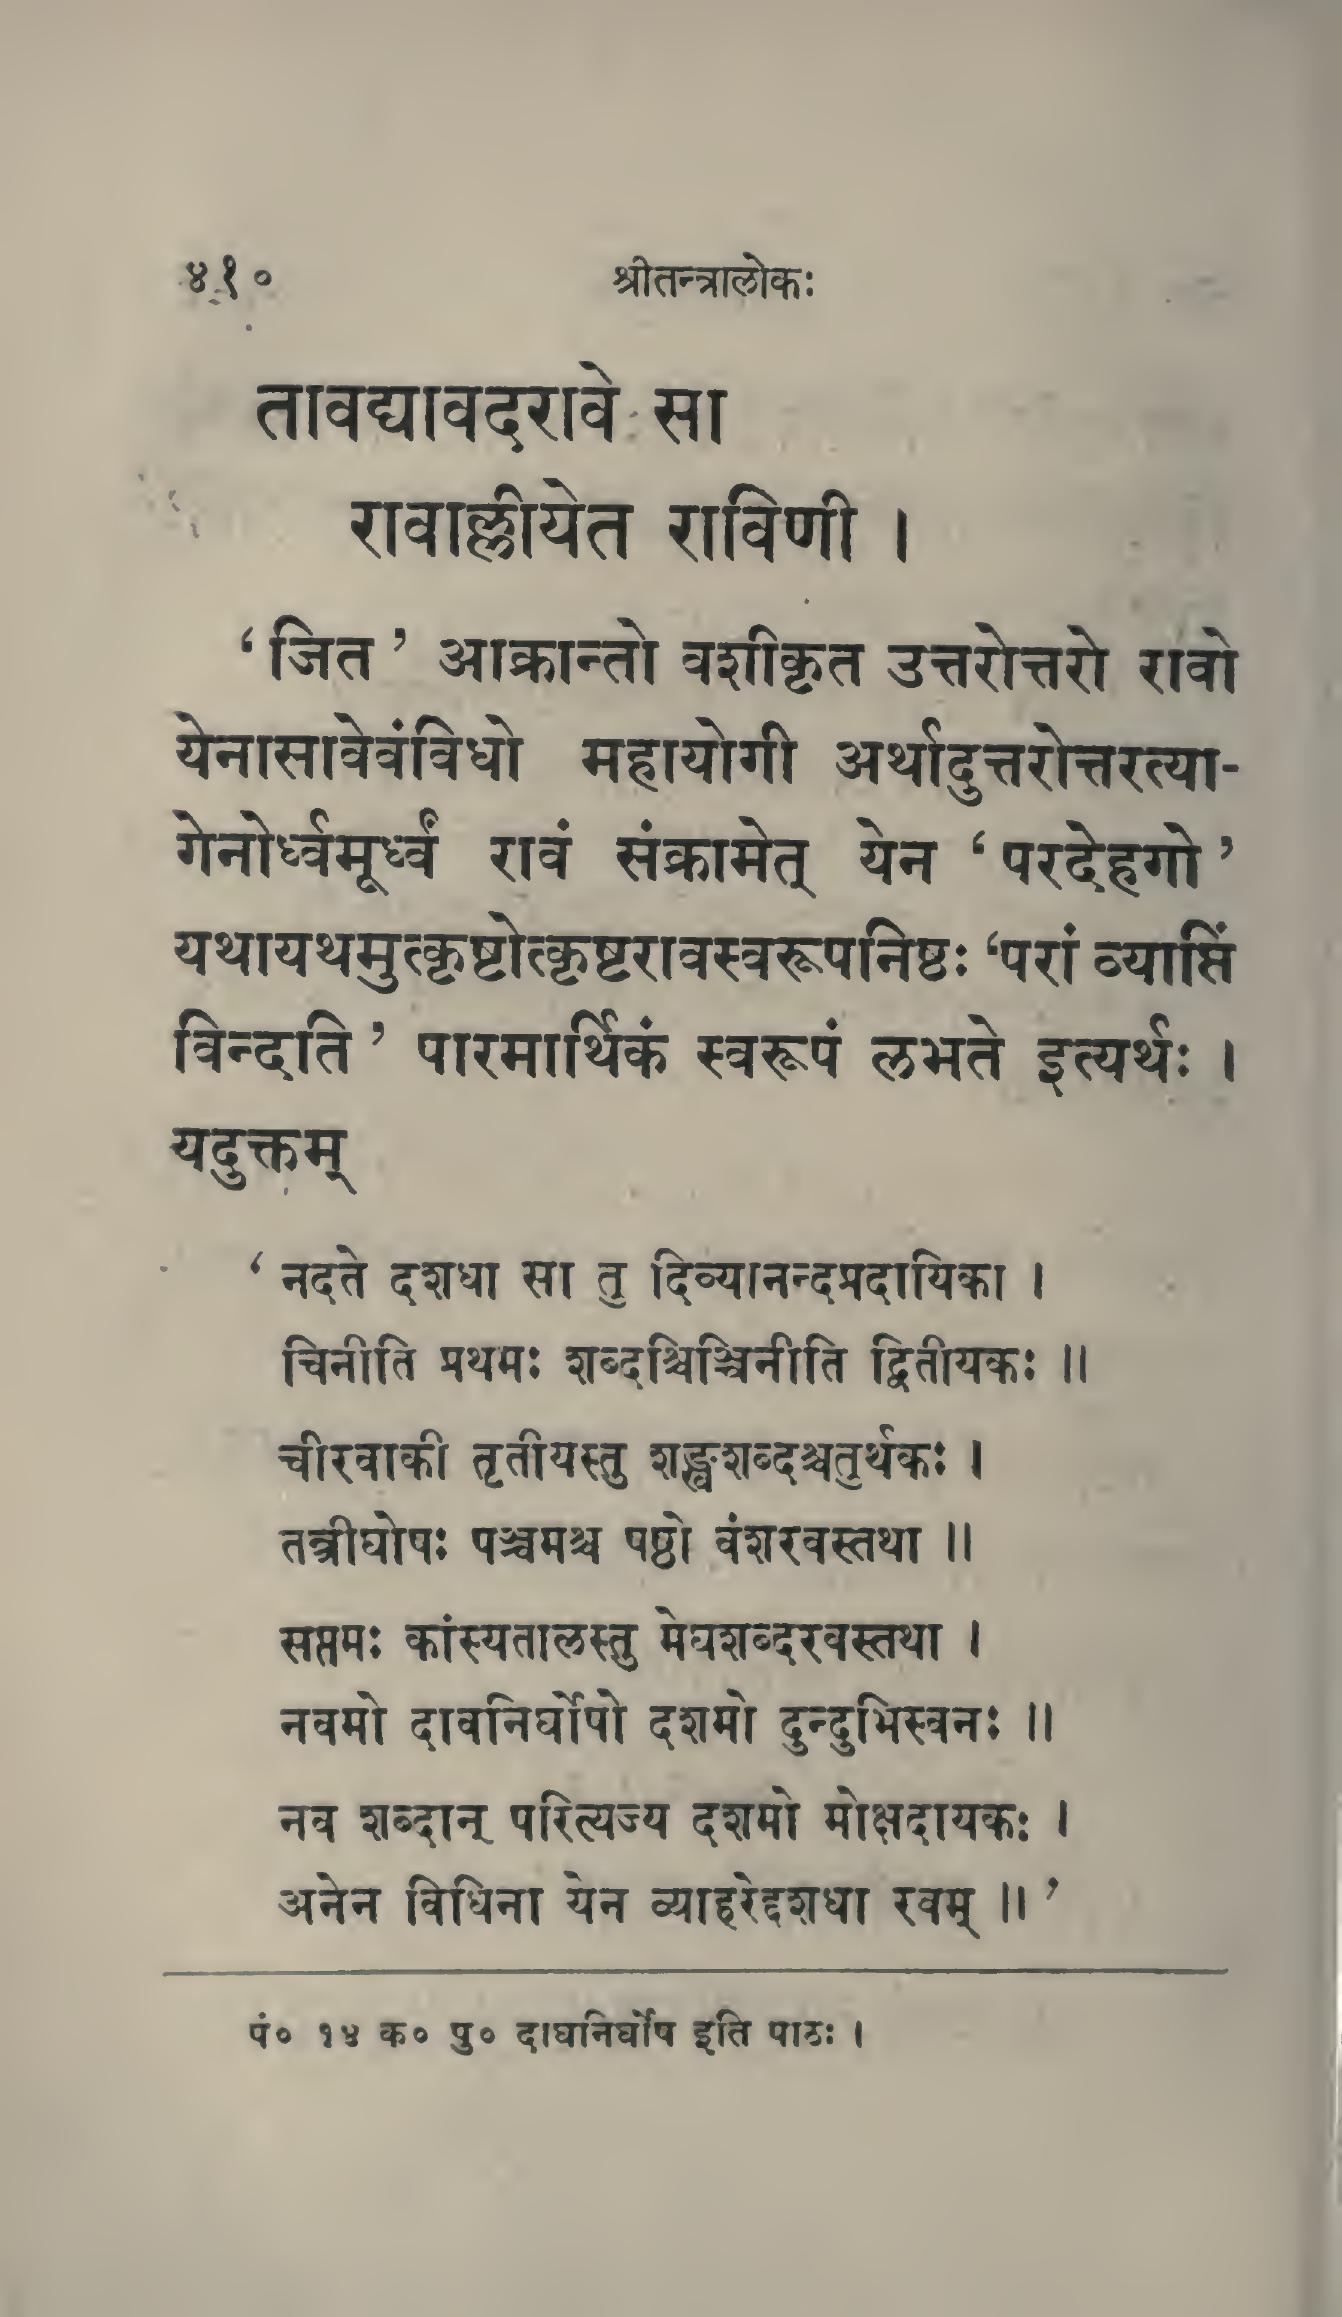 ४१० श्रीतन्त्रालोकः
तावद्यावदरावे सा
रावाल्लीयेत राविणी ।
‘जित’ आक्रान्तो वशीकृत उत्तरोत्तरो रावो
येनासावेवंविधो महायोगी अर्थादुत्तरोत्तरत्या-
गेनोर्ध्वमूर्ध्वं रावं संक्रामेत् येन ‘परदेहगो’
यथायथमुत्कृष्टोत्कृष्टरावस्वरूपनिष्ठः ‘परां व्याप्तिं
विन्दति’ पारमार्थिकं स्वरूपं लभते इत्यर्थः ।
यदुक्तम्
‘नदते दशधा सा तु दिव्यानन्दप्रदायिका ।
चिनीति प्रथमः शब्दश्चिञ्चिनीति द्वितीयकः ॥
चीरवाकी तृतीयस्तु शङ्खशब्दश्चतुर्थकः ।
तन्त्रीघोषः पञ्चमश्च षष्ठो वंशरवस्तथा ॥
सप्तमः कांस्यतालस्तु मेघशब्दरवस्तथा ।
नवमो दावनिर्घोषो दशमो दुन्दुभिस्वनः ॥
नव शब्दान् परित्यज्य दशमो मोक्षदायकः ।
अनेन विधिना येन व्याहरेद्दशधा रवम् ॥’
पं० १४ क० पु० दाघनिर्घोष इति पाठः ।